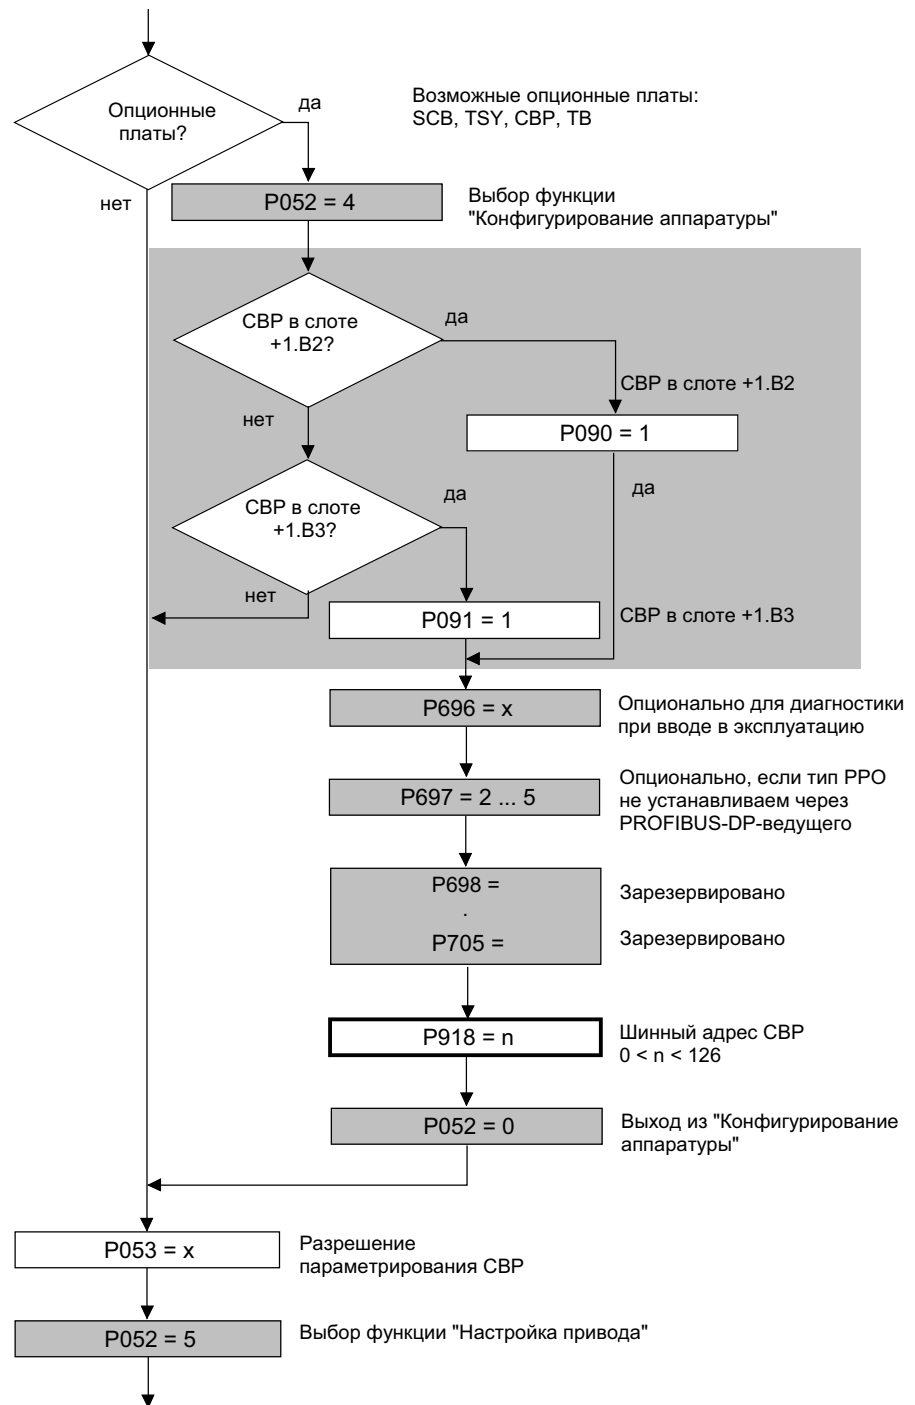 Опционные
платы?
да
Возможные опционные платы:
SCB, TSY, CBP, TB
нет
P052 = 4
Выбор функции
"Конфигурирование аппаратуры"
CBP в слоте
+1.B2?
да
CBP в слоте +1.B2
нет
P090 = 1
да
CBP в слоте
+1.B3?
да
нет
P091 = 1
CBP в слоте +1.B3
P696 = x
Опционально для диагностики
при вводе в эксплуатацию
P697 = 2 ... 5
Опционально, если тип PPO
не устанавливаем через
PROFIBUS-DP-ведущего
P698 =
Зарезервировано
.
P705 =
Зарезервировано
P918 = n
Шинный адрес CBP
0 < n < 126
P052 = 0
Выход из "Конфигурирование
аппаратуры"
P053 = x
Разрешение
параметрирования CBP
P052 = 5
Выбор функции "Настройка привода"